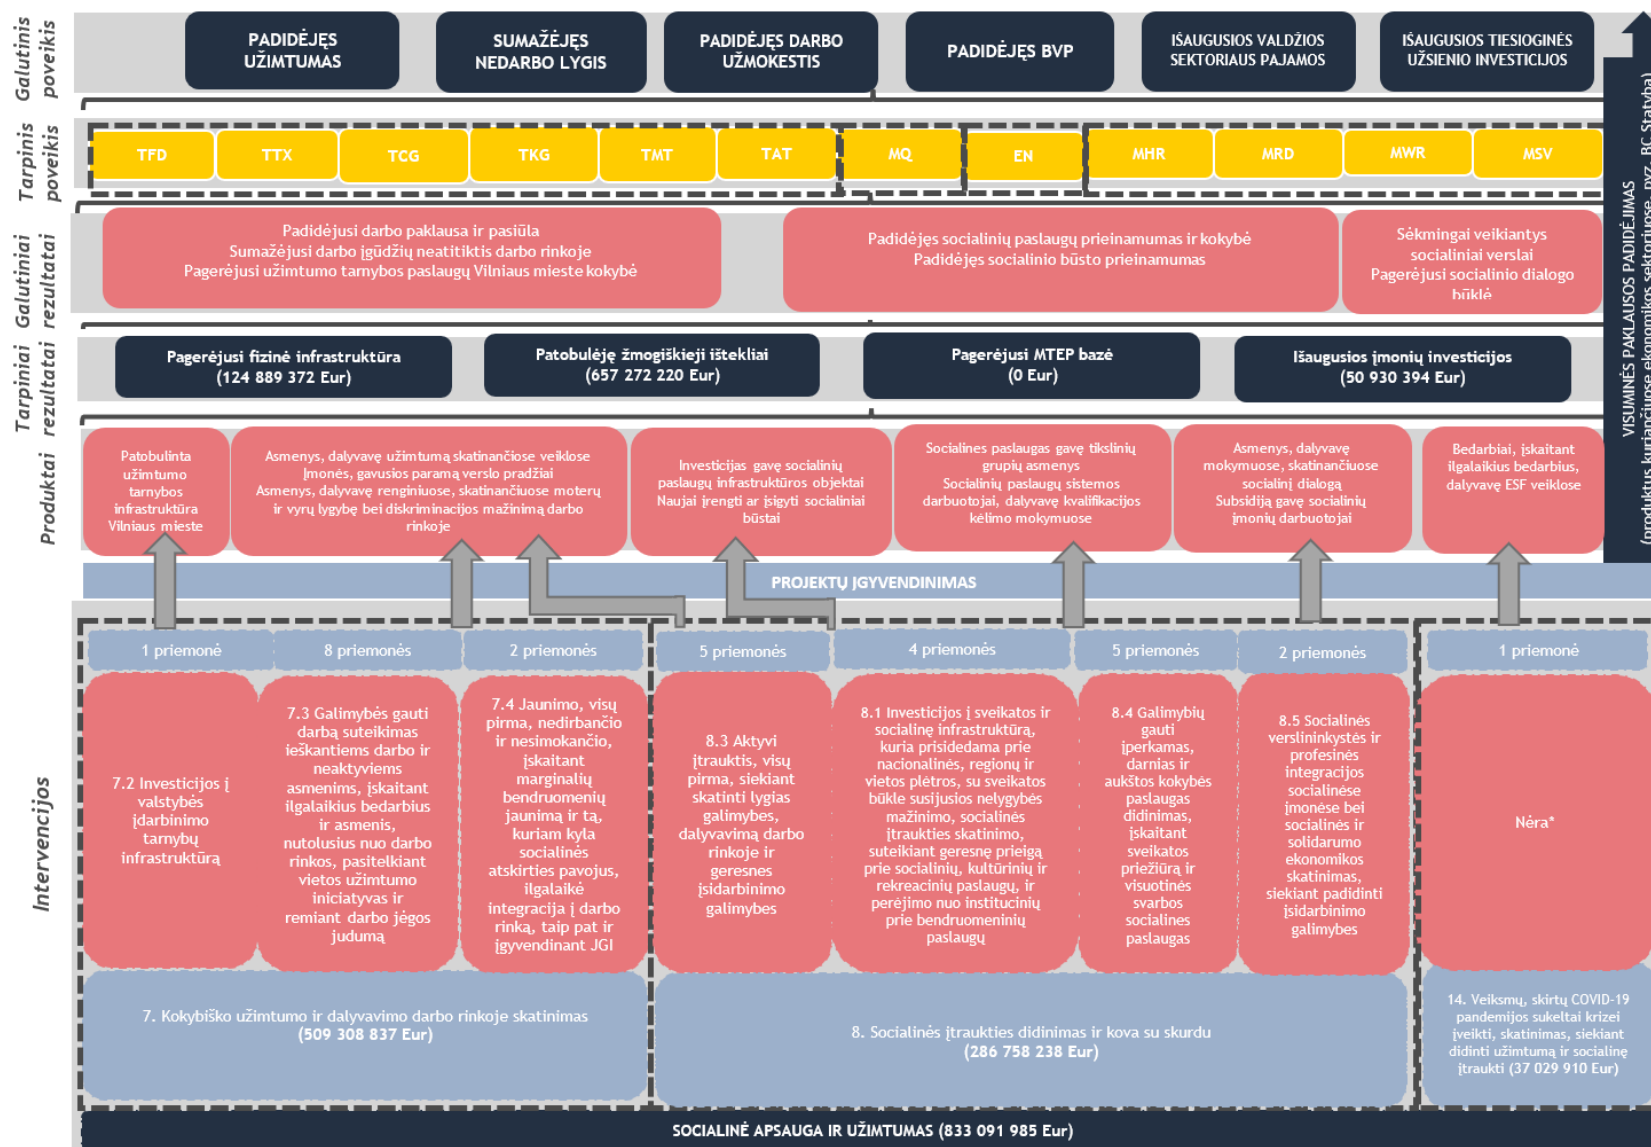 Galutinis
poveikis
PADIDĖJĘS
UŽIMTUMAS
SUMAŽĖJĘS
NEDARBO LYGIS
PADIDĖJĘS DARBO
UŽMOKESTIS
PADIDĖJĘS BVP
IŠAUGUSIOS VALDŽIOS
SEKTORIAUS PAJAMOS
IŠAUGUSIOS TIESIOGINĖS
UŽSIENIO INVESTICIJOS
Tarpinis
poveikis
TFD
TTX
TCG
TKG
TMT
TAT
MQ
EN
MHR
MRD
MWR
MSV
Galutiniai
rezultatai
Padidėjusi darbo paklausa ir pasiūla
Sumažėjusi darbo įgūdžių neatitiktis darbo rinkoje
Pagerėjusi užimtumo tarnybos paslaugų Vilniaus mieste kokybė
Padidėjęs socialinių paslaugų prieinamumas ir kokybė
Padidėjęs socialinio būsto prieinamumas
Sėkmingai veikiantys
socialiniai verslai
Pagerėjusi socialinio dialogo
būklė
Tarpiniai
rezultatai
Pagerėjusi fizinė infrastruktūra
(124 889 372 Eur)
Patobulėję žmogiškieji ištekliai
(657 272 220 Eur)
Pagerėjusi MTEP bazė
(0 Eur)
Išaugusios įmonių investicijos
(50 930 394 Eur)
Produktai
Patobulinta
užimtumo
tarnybos
infrastruktūra
Vilniaus mieste
Asmenys, dalyvavę užimtumą skatinančiose veiklose
Įmonės, gavusios paramą verslo pradžiai
Asmenys, dalyvavę renginiuose, skatinančiuose moterų
ir vyrų lygybę bei diskriminacijos mažinimą darbo
rinkoje
Investicijas gavę socialinių
paslaugų infrastruktūros objektai
Naujai įrengti ar įsigyti socialiniai
būstai
Socialines paslaugas gavę tikslinių
grupių asmenys
Socialinių paslaugų sistemos
darbuotojai, dalyvavę kvalifikacijos
kėlimo mokymuose
Asmenys, dalyvavę
mokymuose, skatinančiuose
socialinį dialogą
Subsidiją gavę socialinių
įmonių darbuotojai
Bedarbiai, įskaitant
ilgalaikius bedarbius,
dalyvavę ESF veiklose
VISUMINĖS PAKLAUSOS PADIDĖJIMAS
(produktus kuriančiuose ekonomikos sektoriuose, pvz., BC Statyba)
PROJEKTŲ ĮGYVENDINIMAS
Intervencijos
1 priemonė
8 priemonės
2 priemonės
5 priemonės
4 priemonės
5 priemonės
2 priemonės
1 priemonė
7.2 Investicijos į
valstybės
įdarbinimo
tarnybų
infrastruktūrą
7.3 Galimybės gauti
darbą suteikimas
ieškantiems darbo ir
neaktyviems
asmenims, įskaitant
ilgalaikius bedarbius
ir asmenis,
nutolusius nuo darbo
rinkos, pasitelkiant
vietos užimtumo
iniciatyvas ir
remiant darbo jėgos
judumą
7.4 Jaunimo, visų
pirma, nedirbančio
ir nesimokančio,
įskaitant
marginalių
bendruomenių
jaunimą ir tą,
kuriam kyla
socialinės
atskirties pavojus,
ilgalaikė
integracija į darbo
rinką, taip pat ir
įgyvendinant JGI
8.3 Aktyvi
įtrauktis, visų
pirma, siekiant
skatinti lygias
galimybes,
dalyvavimą darbo
rinkoje ir
geresnes
įsidarbinimo
galimybes
8.1 Investicijos į sveikatos ir
socialinę infrastruktūrą,
kuria prisidedama prie
nacionalinės, regionų ir
vietos plėtros, su sveikatos
būkle susijusios nelygybės
mažinimo, socialinės
įtraukties skatinimo,
suteikiant geresnę prieigą
prie socialinių, kultūrinių ir
rekreacinių paslaugų, ir
perėjimo nuo institucinių
prie bendruomeninių
paslaugų
8.4 Galimybių
gauti
įperkamas,
darnias ir
aukštos kokybės
paslaugas
didinimas,
įskaitant
sveikatos
priežiūrą ir
visuotinės
svarbos
socialines
paslaugas
8.5 Socialinės
verslininkystės ir
profesinės
integracijos
socialinėse
įmonėse bei
socialinės ir
solidarumo
ekonomikos
skatinimas,
siekiant padidinti
įsidarbinimo
galimybes
Nėra*
7. Kokybiško užimtumo ir dalyvavimo darbo rinkoje skatinimas
(509 308 837 Eur)
8. Socialinės įtraukties didinimas ir kova su skurdu
(286 758 238 Eur)
14. Veiksmų, skirtų COVID-19
pandemijos sukeltai krizei
įveikti, skatinimas, siekiant
didinti užimtumą ir socialinę
įtrauktį (37 029 910 Eur)
SOCIALINĖ APSAUGA IR UŽIMTUMAS (833 091 985 Eur)